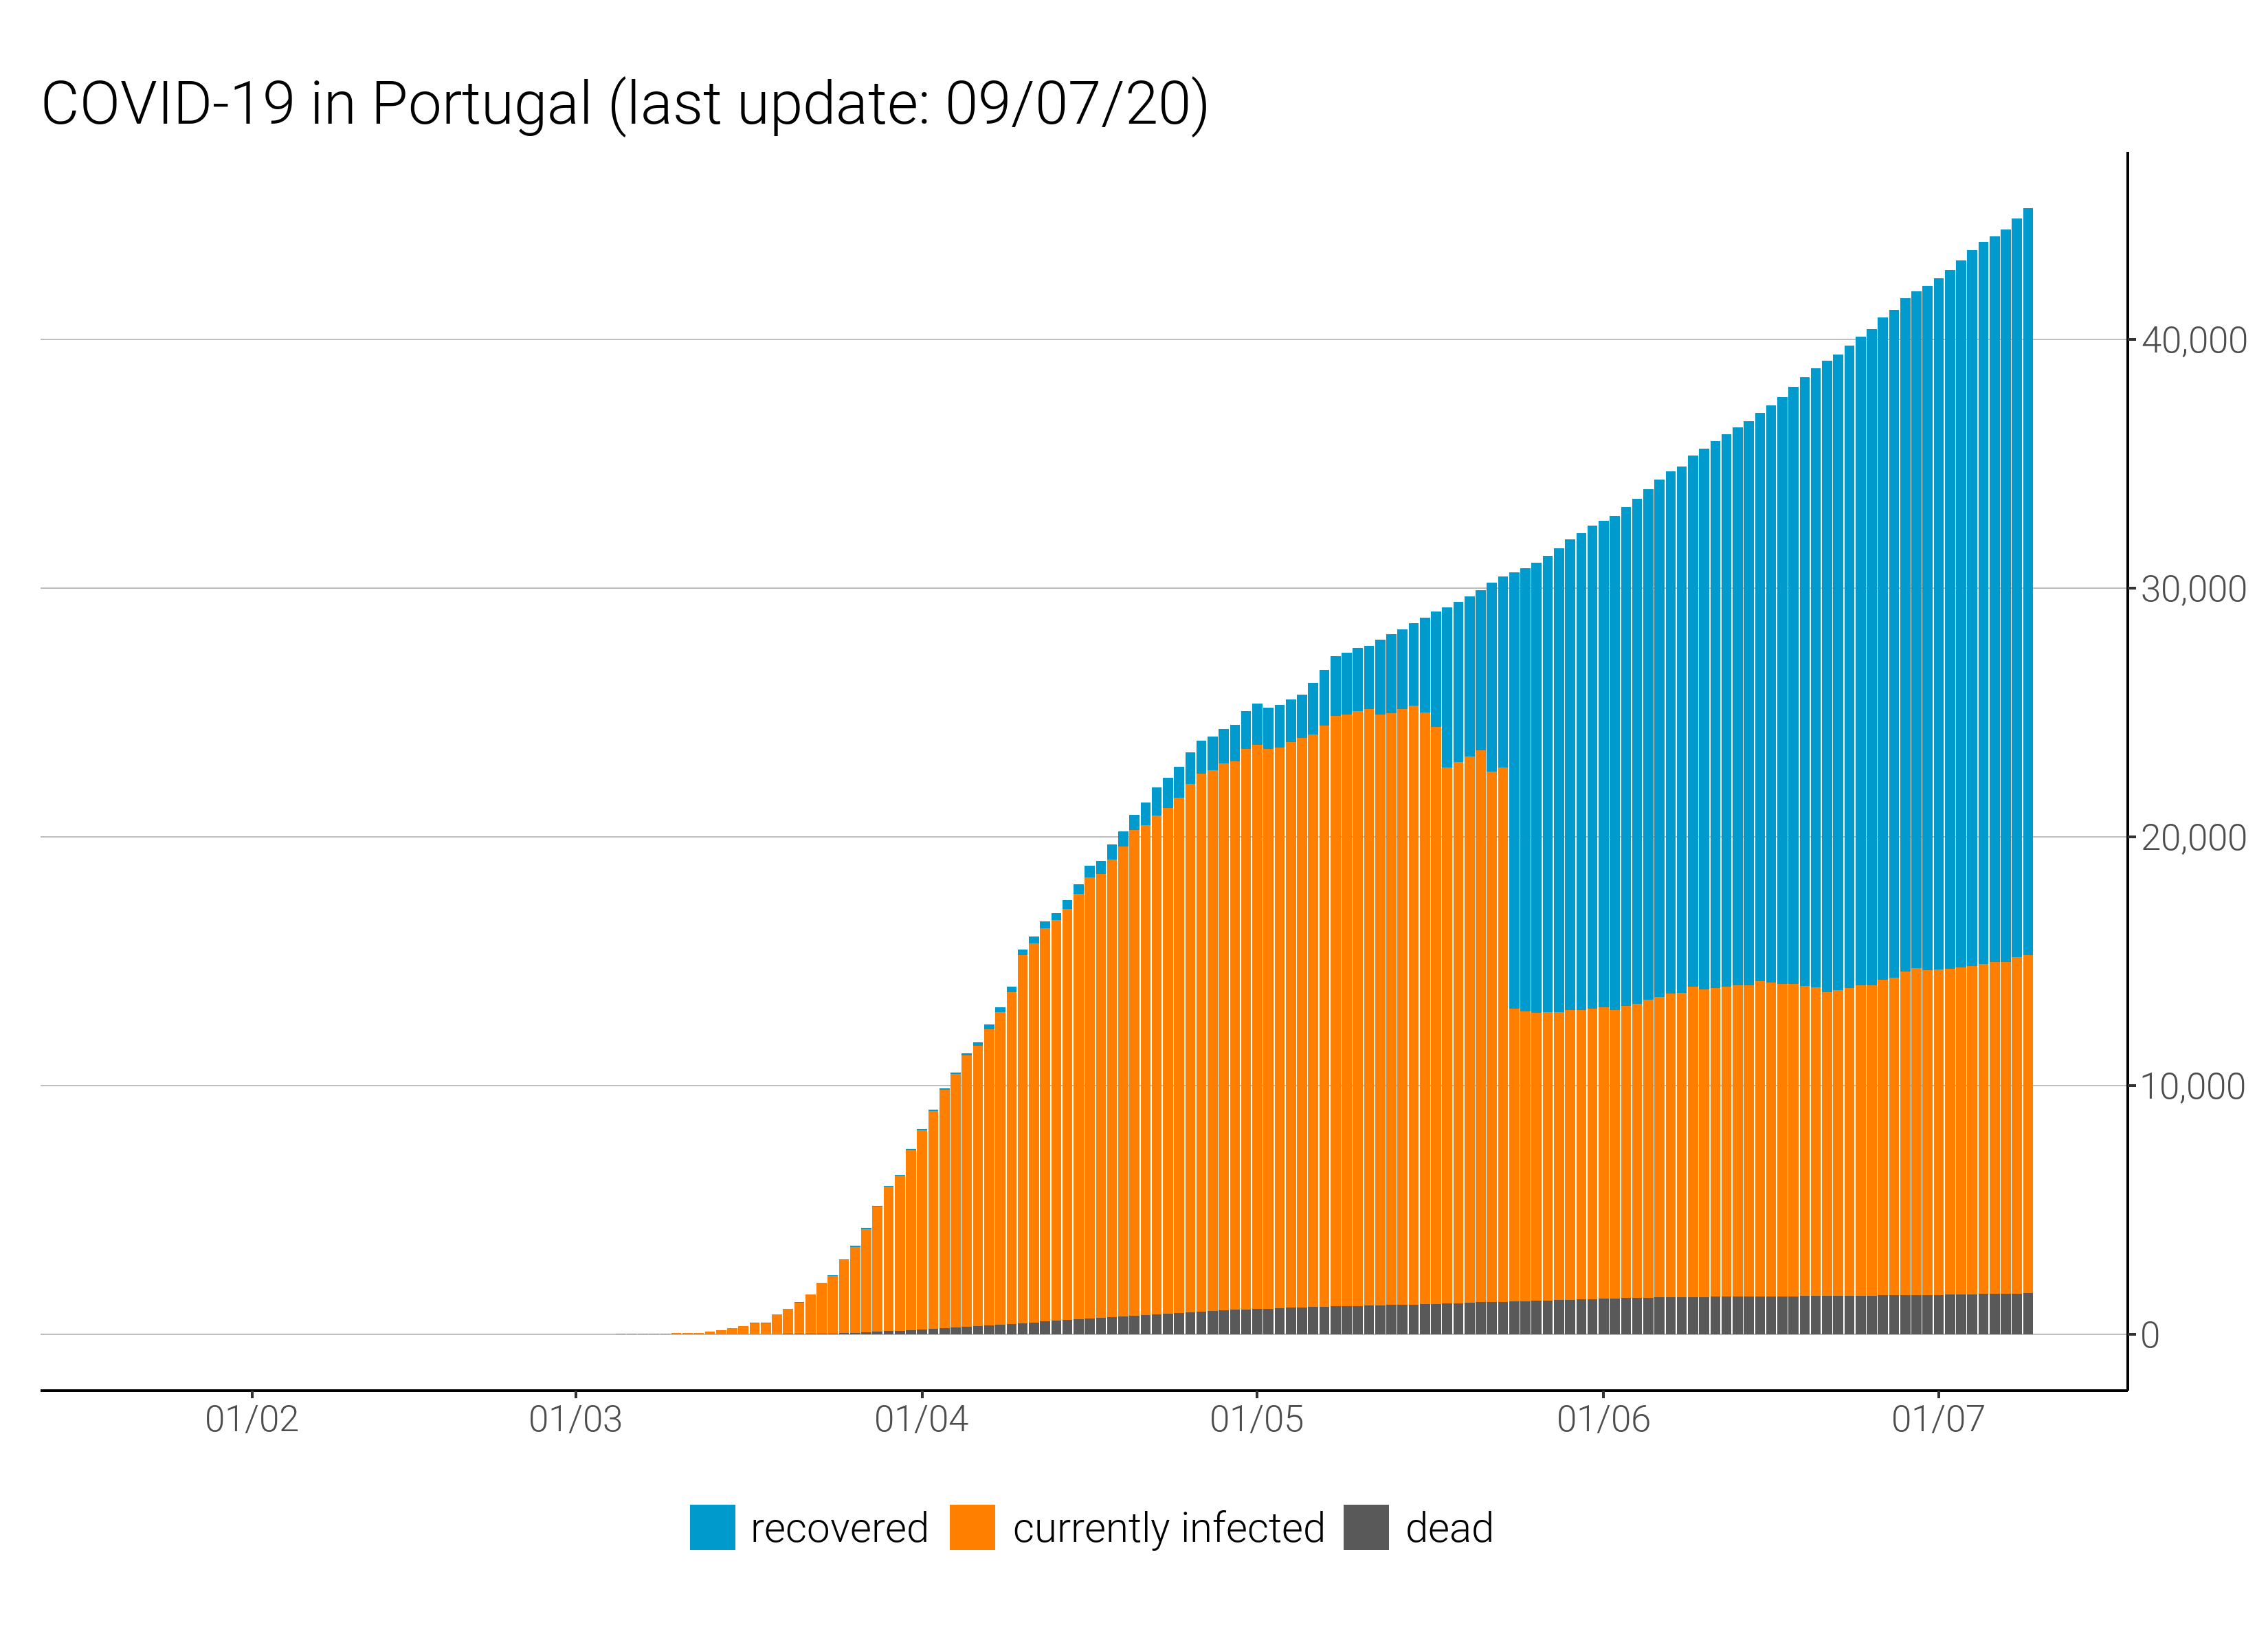 COVID-19 in Portugal (last update: 09/07/20)
40,000
30,000
20,000
10,000
0
01/02 01/03 01/04 01/05 01/06 01/07
recovered currently infected dead